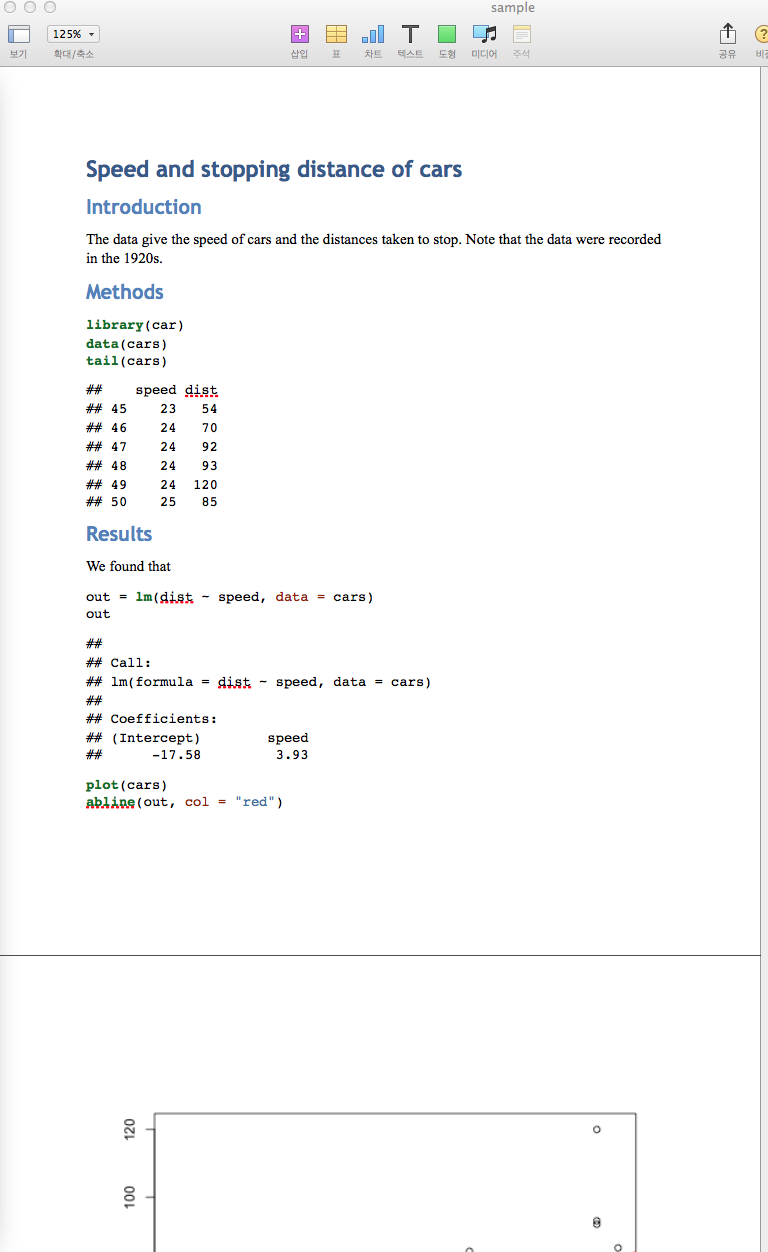 sample
125%
보기
확대/축소
삽입
표
차트
텍스트
도형
미디어
주석
공유
?
Speed and stopping distance of cars
Introduction
The data give the speed of cars and the distances taken to stop. Note that the data were recorded
in the 1920s.
Methods
library(car)
data(cars)
tail(cars)
##    speed dist
## 45    23   54
## 46    24   70
## 47    24   92
## 48    24   93
## 49    24  120
## 50    25   85
Results
We found that
out = lm(dist ~ speed, data = cars)
out
##
## Call:
## lm(formula = dist ~ speed, data = cars)
##
## Coefficients:
## (Intercept)        speed
##      -17.58         3.93
plot(cars)
abline(out, col = "red")
120
100